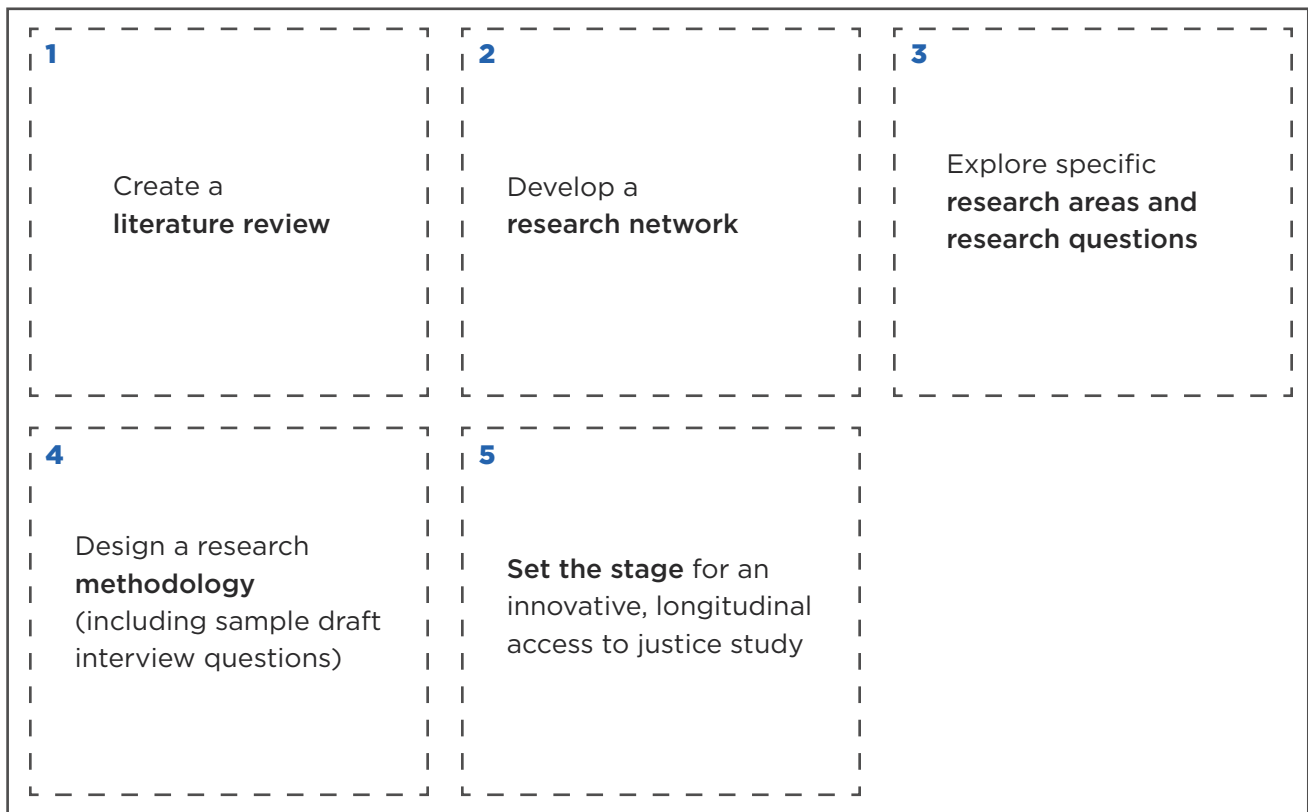 1
Create a
literature review
2
Develop a
research network
3
Explore specific
research areas and
research questions
4
Design a research
methodology
(including sample draft
interview questions)
5
Set the stage for an
innovative, longitudinal
access to justice study